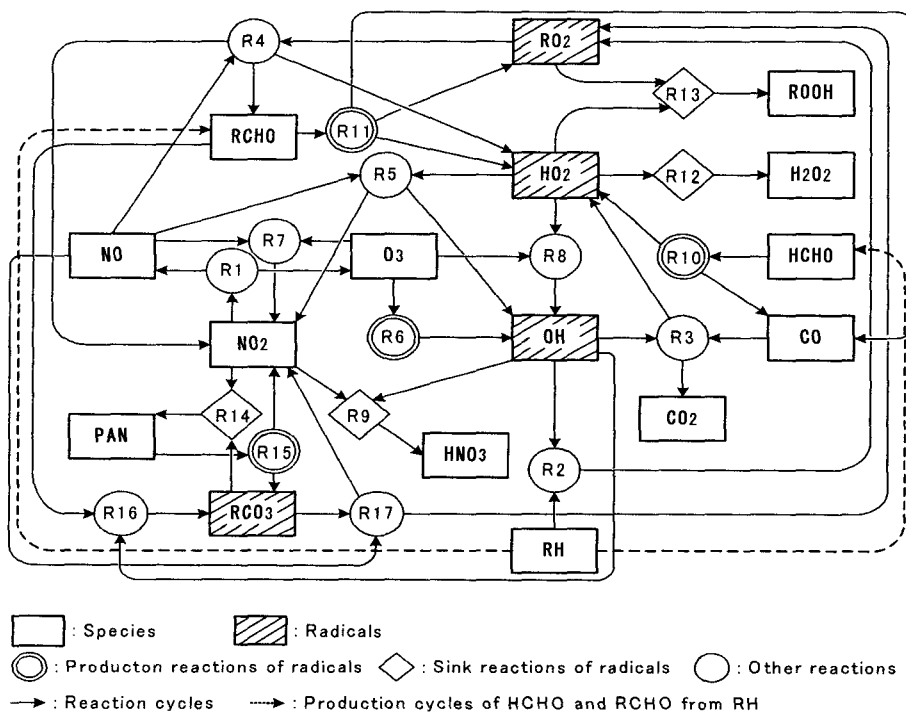 R4
RO2
R13
ROOH
RCHO
R11
R5
HO2
R12
H2O2
NO
R7
R1
O3
R8
R10
HCHO
NO2
R6
OH
R3
CO
R14
R9
CO2
PAN
R15
HNO3
R2
R16
RCO3
R17
RH
: Species
: Radicals
: Producton reactions of radicals
: Sink reactions of radicals
: Other reactions
: Reaction cycles
: Production cycles of HCHO and RCHO from RH